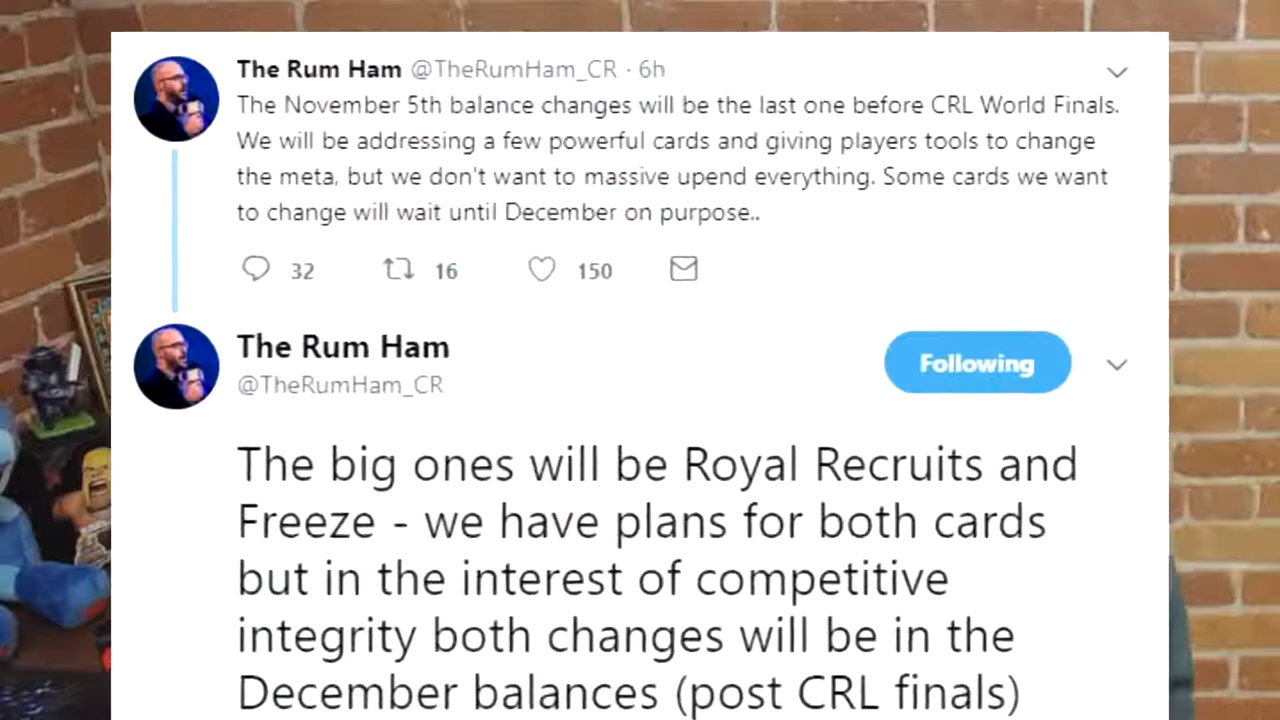 The Rum Ham @TheRumHam_CR · 6h
The November 5th balance changes will be the last one before CRL World Finals.
We will be addressing a few powerful cards and giving players tools to change
the meta, but we don't want to massive upend everything. Some cards we want
to change will wait until December on purpose..
32 16 150
The Rum Ham
Following
@TheRumHam_CR
The big ones will be Royal Recruits and
Freeze - we have plans for both cards
but in the interest of competitive
integrity both changes will be in the
December balances (post CRL finals)